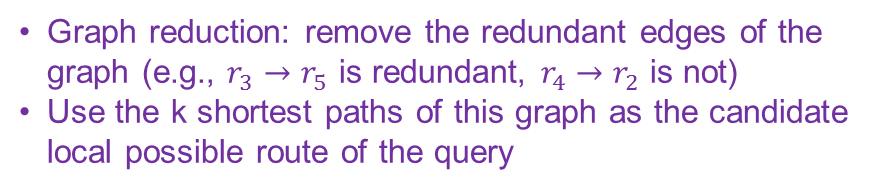 • Graph reduction: remove the redundant edges of the
graph (e.g., r₃ → r₅ is redundant, r₄ → r₂ is not)
• Use the k shortest paths of this graph as the candidate
local possible route of the query